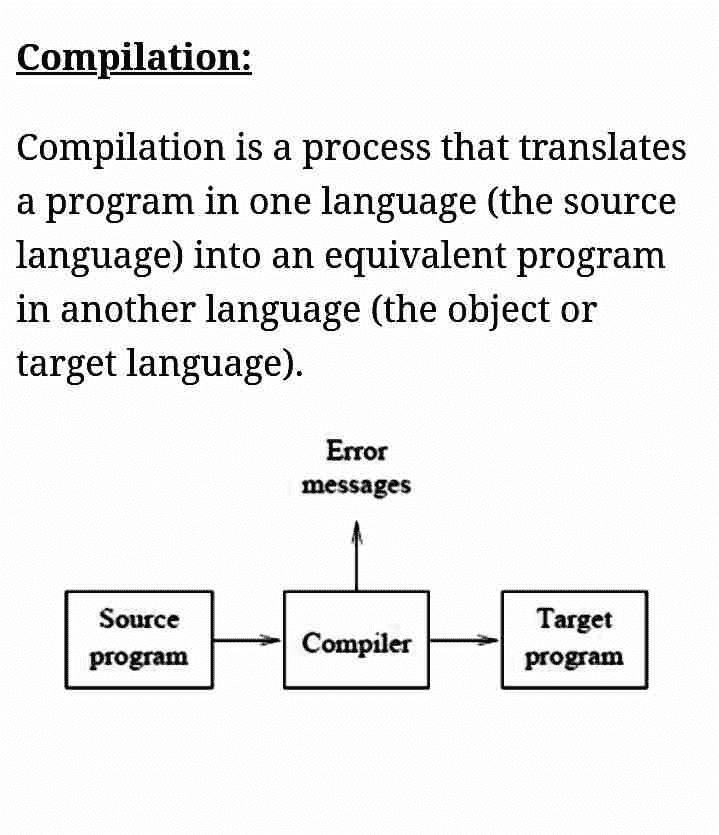 Compilation:
Compilation is a process that translates
a program in one language (the source
language) into an equivalent program
in another language (the object or
target language).
Error
messages
Source
program
Compiler
Target
program